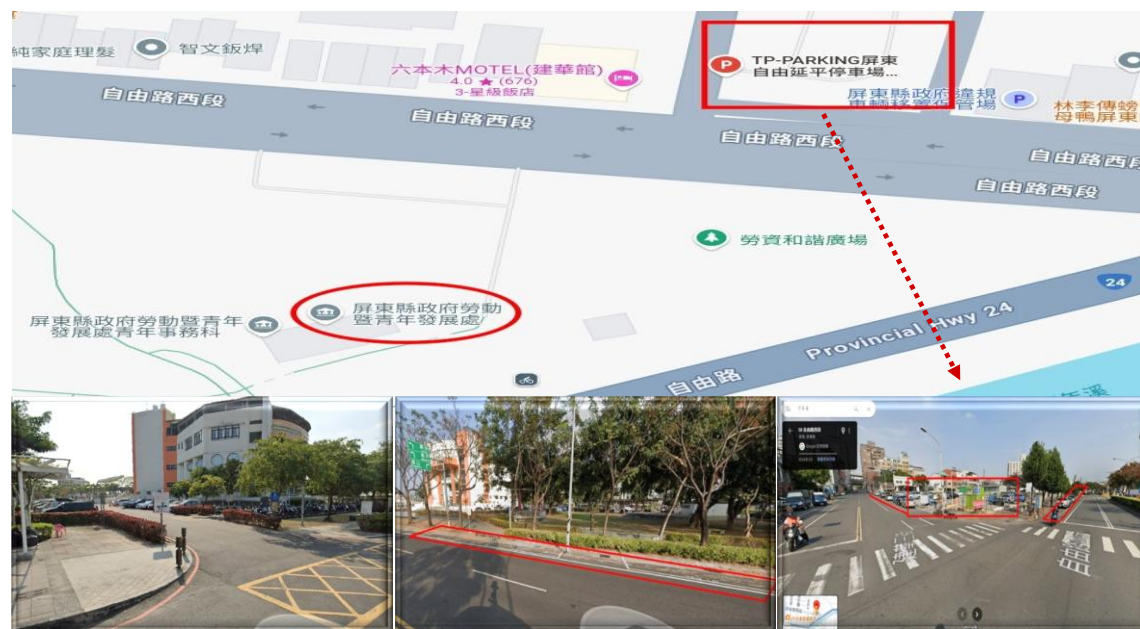 純家庭理髮
智文鈑焊
六本木MOTEL(建華館)
4.0 ★ (676)
3-星級飯店
TP-PARKING屏東
自由延平停車場...
屏東縣政府違規
車輛移置保管場
林李傳螃
母鴨屏東
自由路西段
自由路西段
自由路西段
自由路西段
自由路西段
勞資和諧廣場
24
屏東縣政府勞動
暨青年發展處
屏東縣政府勞動暨青年
發展處青年事務科
Provincial Hwy 24
自由路